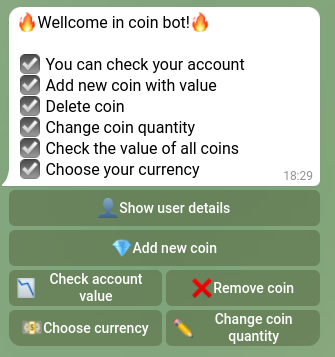 🔥Wellcome in coin bot!🔥
☑ You can check your account
☑ Add new coin with value
☑ Delete coin
☑ Change coin quantity
☑ Check the value of all coins
☑ Choose your currency
18:29
👤Show user details
💎Add new coin
📉 Check account
value
❌Remove coin
💵Choose currency
✏️ Change coin
quantity